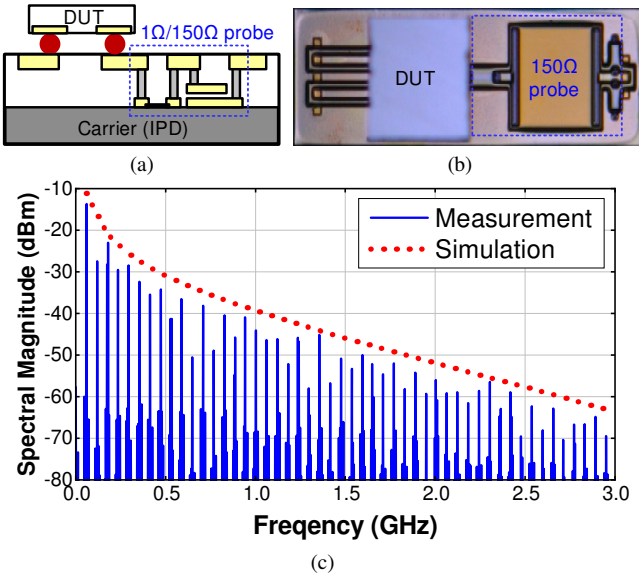 DUT
1Ω/150Ω probe
Carrier (IPD)
(a)
DUT
150Ω
probe
(b)
-10
-20
-30
-40
-50
-60
-70
-80
Spectral Magnitude (dBm)
Measurement
Simulation
0.0 0.5 1.0 1.5 2.0 2.5 3.0
Freqency (GHz)
(c)